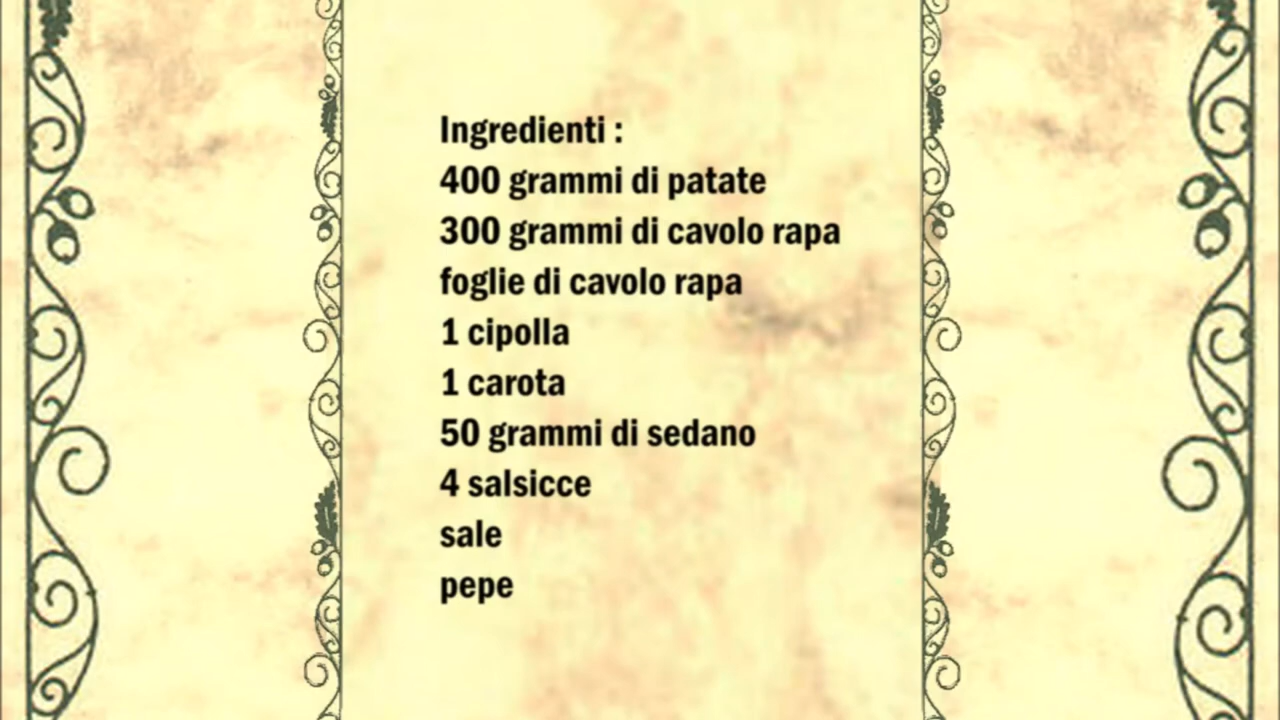 Ingredienti :
400 grammi di patate
300 grammi di cavolo rapa
foglie di cavolo rapa
1 cipolla
1 carota
50 grammi di sedano
4 salsicce
sale
pepe